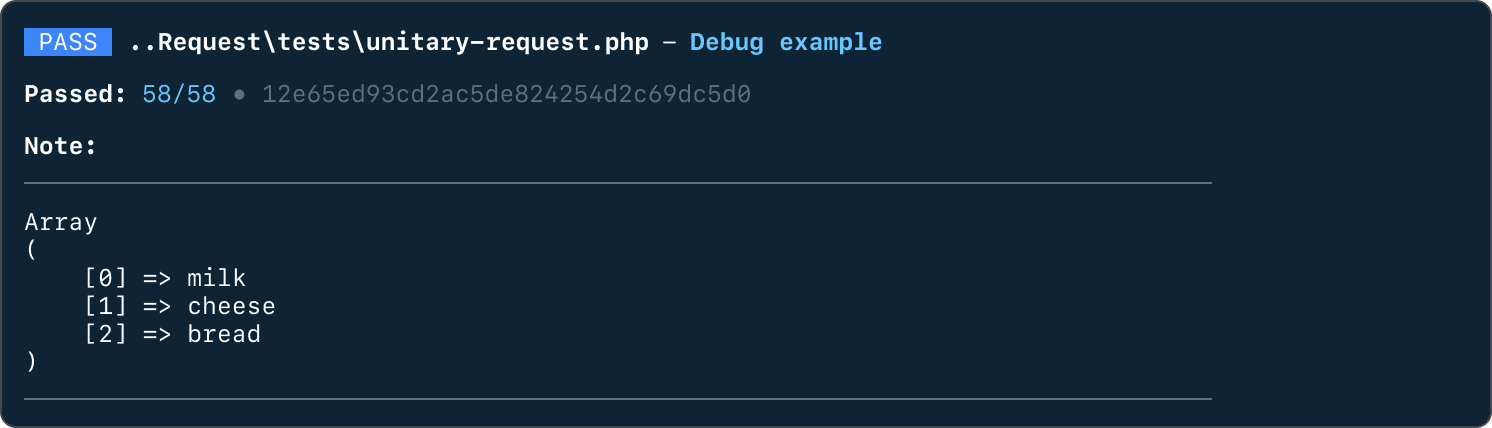 PASS ..Request\tests\unitary-request.php – Debug example
Passed: 58/58 ● 12e65ed93cd2ac5de824254d2c69dc5d0
Note:
Array
(
    [0] => milk
    [1] => cheese
    [2] => bread
)